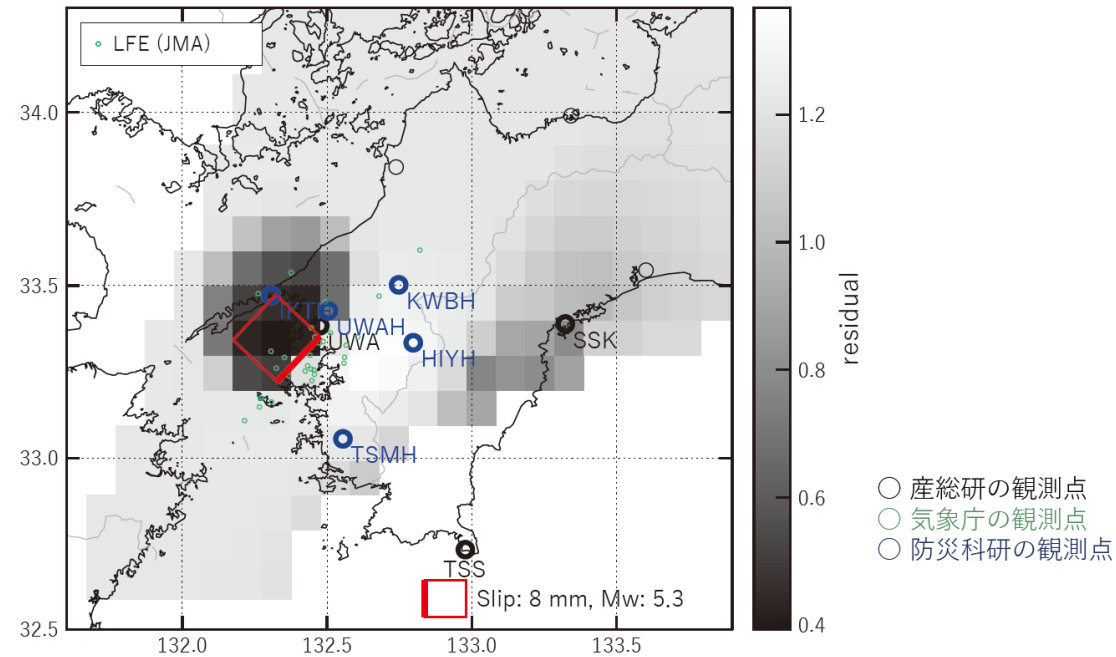 LFE (JMA)
34.0
33.5
33.0
32.5
132.0
132.5
133.0
133.5
IKTH
KWBH
UWAH
UWA
HIYH
SSK
TSMH
TSS
Slip: 8 mm, Mw: 5.3
1.2
1.0
0.8
0.6
0.4
residual
産総研の観測点
気象庁の観測点
防災科研の観測点